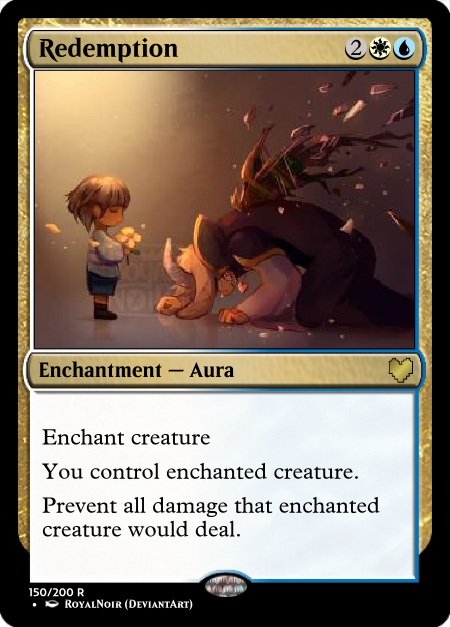 Redemption 2
Enchantment — Aura
Enchant creature
You control enchanted creature.
Prevent all damage that enchanted
creature would deal.
150/200 R
• RoyalNoir (DeviantArt)